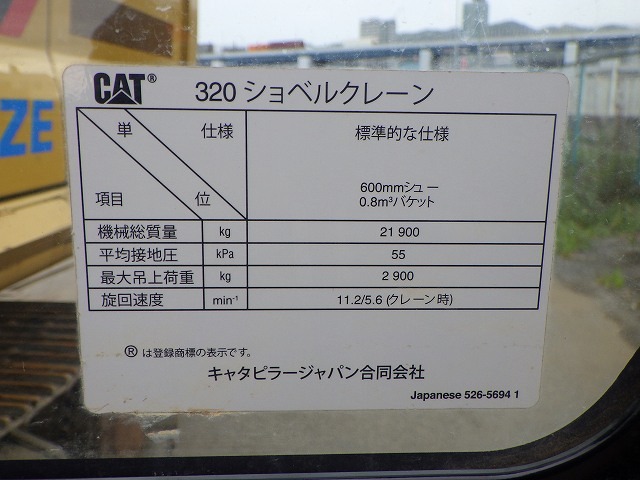 CAT® 320 ショベルクレーン
単 仕様 標準的な仕様
項目 位 600mmシュー
0.8m³バケット
機械総質量 kg 21 900
平均接地圧 kPa 55
最大吊上荷重 kg 2 900
旋回速度 min⁻¹ 11.2/5.6 (クレーン時)
®は登録商標の表示です。
キャタピラージャパン合同会社
Japanese 526-5694 1
ZE